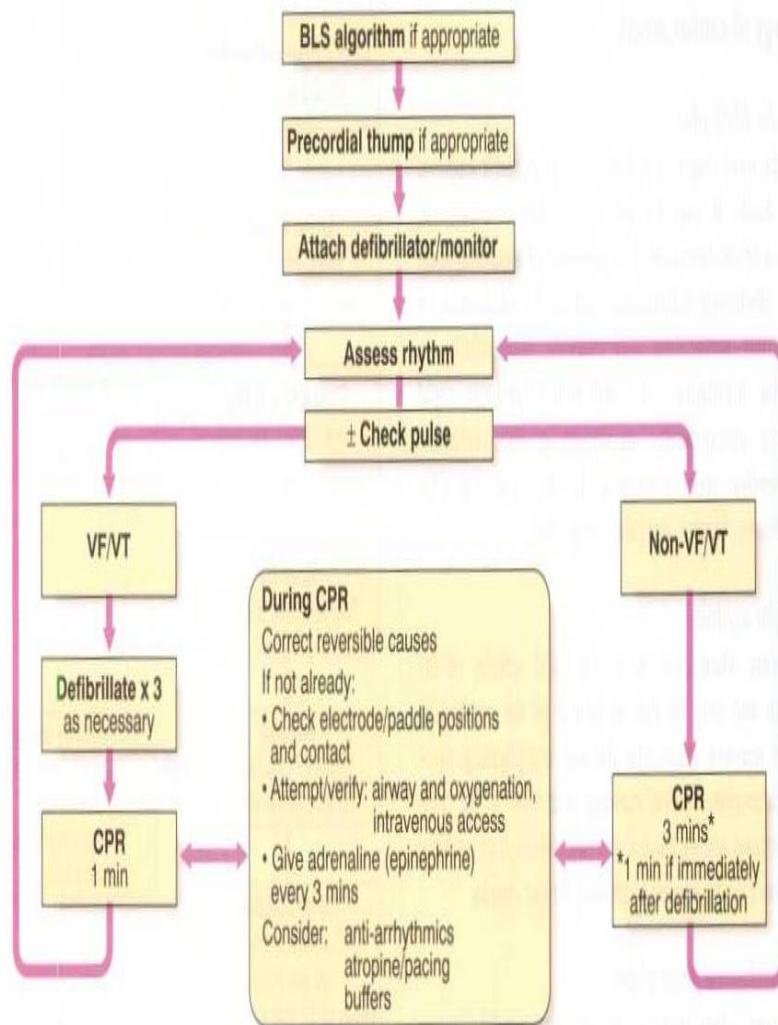 BLS algorithm if appropriate
Precordial thump if appropriate
Attach defibrillator/monitor
Assess rhythm
± Check pulse
VF/VT
Non-VF/VT
Defibrillate x 3
as necessary
CPR
1 min
During CPR
Correct reversible causes
If not already:
• Check electrode/paddle positions
and contact
• Attempt/verify: airway and oxygenation,
intravenous access
• Give adrenaline (epinephrine)
every 3 mins
Consider: anti-arrhythmics
atropine/pacing
buffers
CPR
3 mins*
*1 min if immediately
after defibrillation